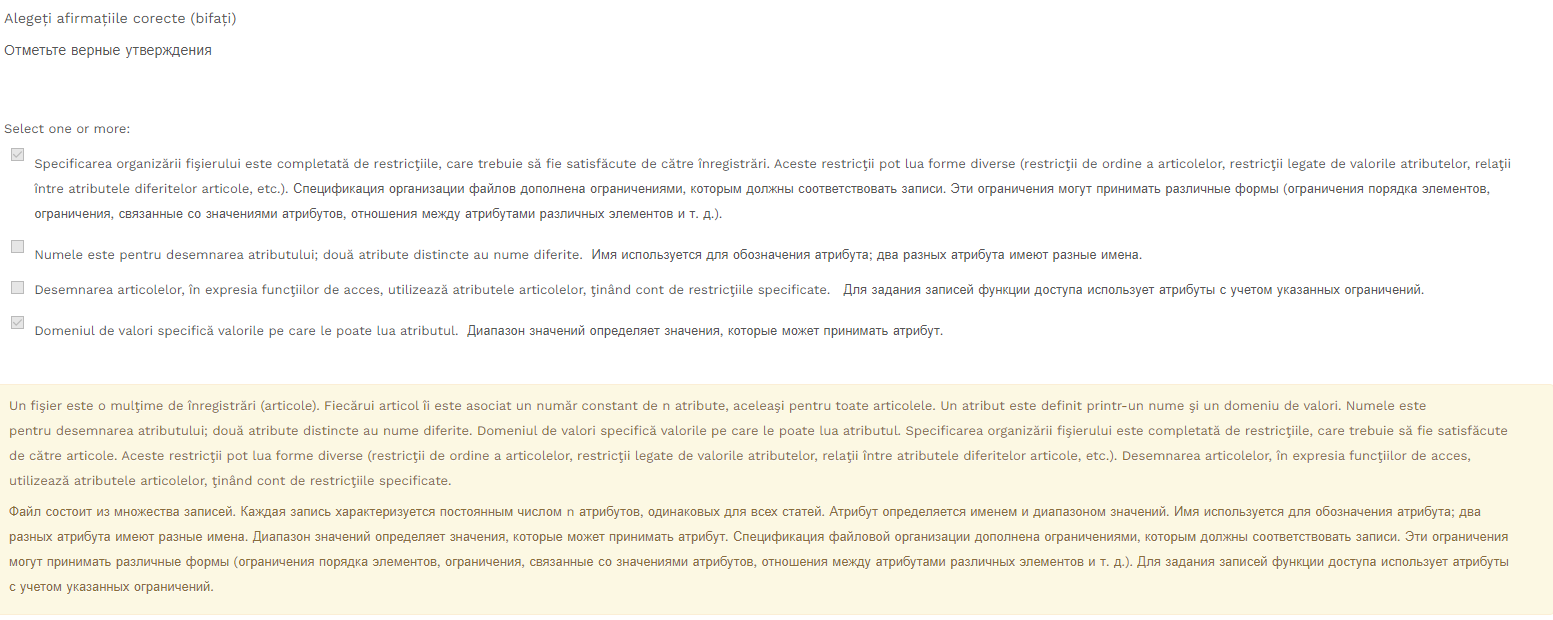 Alegeți afirmațiile corecte (bifați)
Отметьте верные утверждения
Select one or more:
Specificarea organizării fişierului este completată de restricţiile, care trebuie să fie satisfăcute de către înregistrări. Aceste restricţii pot lua forme diverse (restricţii de ordine a articolelor, restricţii legate de valorile atributelor, relaţii
între atributele diferitelor articole, etc.). Спецификация организации файлов дополнена ограничениями, которым должны соответствовать записи. Эти ограничения могут принимать различные формы (ограничения порядка элементов,
ограничения, связанные со значениями атрибутов, отношения между атрибутами различных элементов и т. д.).
Numele este pentru desemnarea atributului; două atribute distincte au nume diferite. Имя используется для обозначения атрибута; два разных атрибута имеют разные имена.
Desemnarea articolelor, în expresia funcţiilor de acces, utilizează atributele articolelor, ţinând cont de restricţiile specificate. Для задания записей функции доступа использует атрибуты с учетом указанных ограничений.
Domeniul de valori specifică valorile pe care le poate lua atributul. Диапазон значений определяет значения, которые может принимать атрибут.
Un fişier este o mulţime de înregistrări (articole). Fiecărui articol îi este asociat un număr constant de n atribute, aceleaşi pentru toate articolele. Un atribut este definit printr-un nume şi un domeniu de valori. Numele este
pentru desemnarea atributului; două atribute distincte au nume diferite. Domeniul de valori specifică valorile pe care le poate lua atributul. Specificarea organizării fişierului este completată de restricţiile, care trebuie să fie satisfăcute
de către articole. Aceste restricţii pot lua forme diverse (restricţii de ordine a articolelor, restricţii legate de valorile atributelor, relaţii între atributele diferitelor articole, etc.). Desemnarea articolelor, în expresia funcţiilor de acces,
utilizează atributele articolelor, ţinând cont de restricţiile specificate.
Файл состоит из множества записей. Каждая запись характеризуется постоянным числом n атрибутов, одинаковых для всех статей. Атрибут определяется именем и диапазоном значений. Имя используется для обозначения атрибута; два
разных атрибута имеют разные имена. Диапазон значений определяет значения, которые может принимать атрибут. Спецификация файловой организации дополнена ограничениями, которым должны соответствовать записи. Эти ограничения
могут принимать различные формы (ограничения порядка элементов, ограничения, связанные со значениями атрибутов, отношения между атрибутами различных элементов и т. д.). Для задания записей функции доступа использует атрибуты
с учетом указанных ограничений.